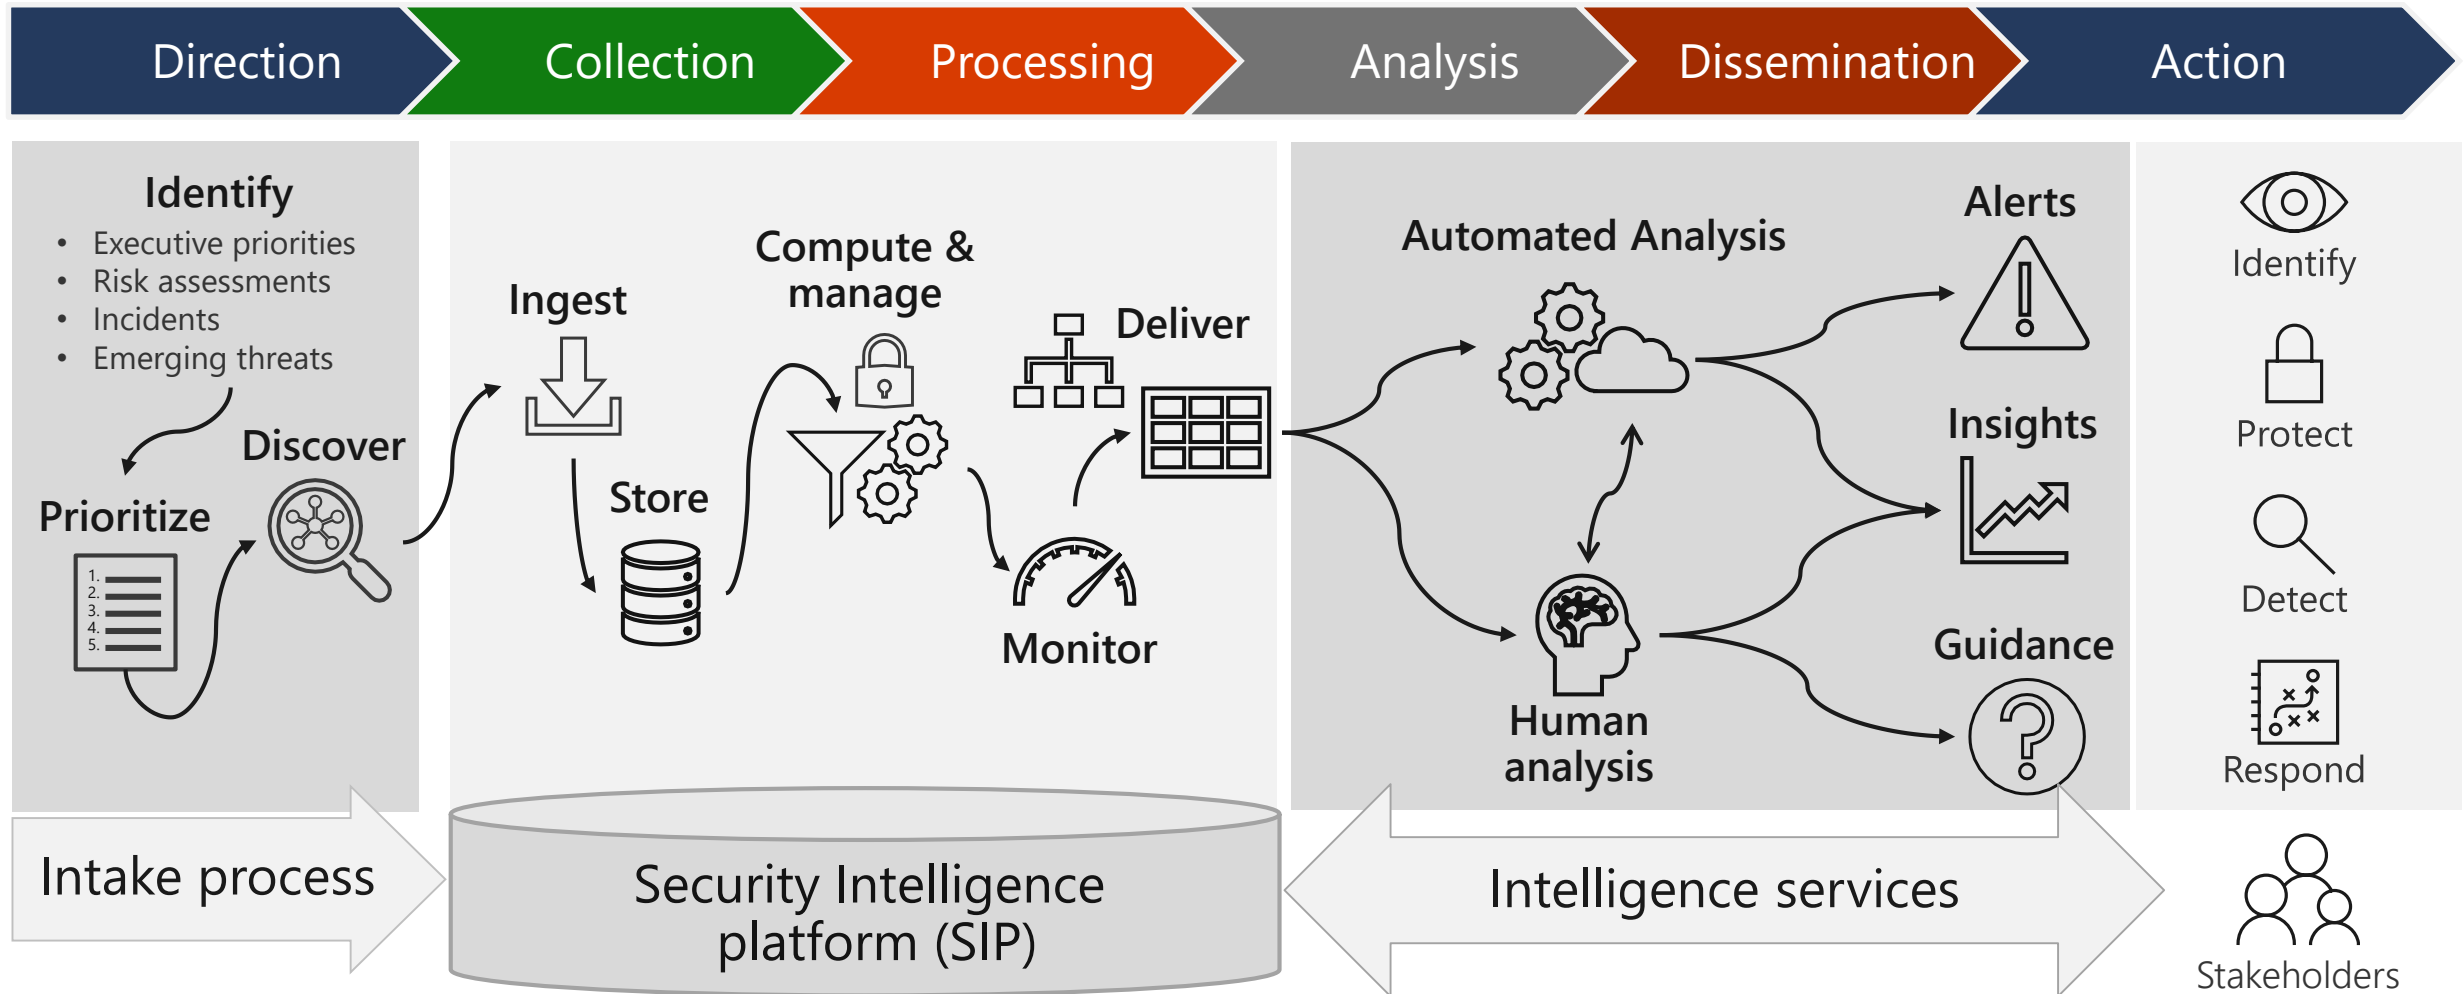 Direction
Collection
Processing
Analysis
Dissemination
Action
Identify
• Executive priorities
• Risk assessments
• Incidents
• Emerging threats
Prioritize
1.
2.
3.
4.
5.
Discover
Ingest
Store
Compute &
manage
Monitor
Deliver
Automated Analysis
Human
analysis
Alerts
Insights
Guidance
Identify
Protect
Detect
Respond
Intake process
Security Intelligence
platform (SIP)
Intelligence services
Stakeholders